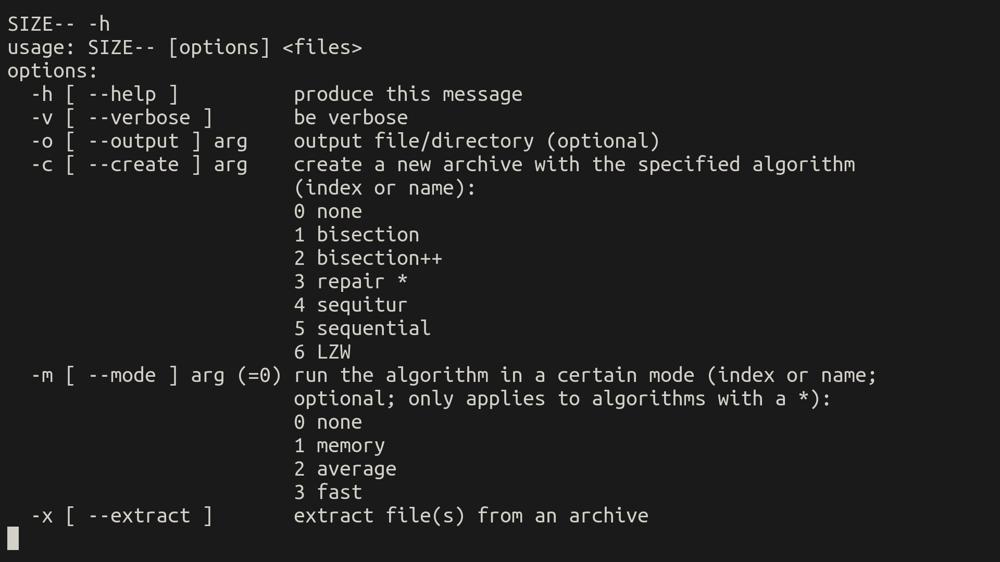 SIZE-- -h
usage: SIZE-- [options] <files>
options:
  -h [ --help ]          produce this message
  -v [ --verbose ]       be verbose
  -o [ --output ] arg    output file/directory (optional)
  -c [ --create ] arg    create a new archive with the specified algorithm
                         (index or name):
                         0 none
                         1 bisection
                         2 bisection++
                         3 repair *
                         4 sequitur
                         5 sequential
                         6 LZW
  -m [ --mode ] arg (=0) run the algorithm in a certain mode (index or name;
                         optional; only applies to algorithms with a *):
                         0 none
                         1 memory
                         2 average
                         3 fast
  -x [ --extract ]       extract file(s) from an archive